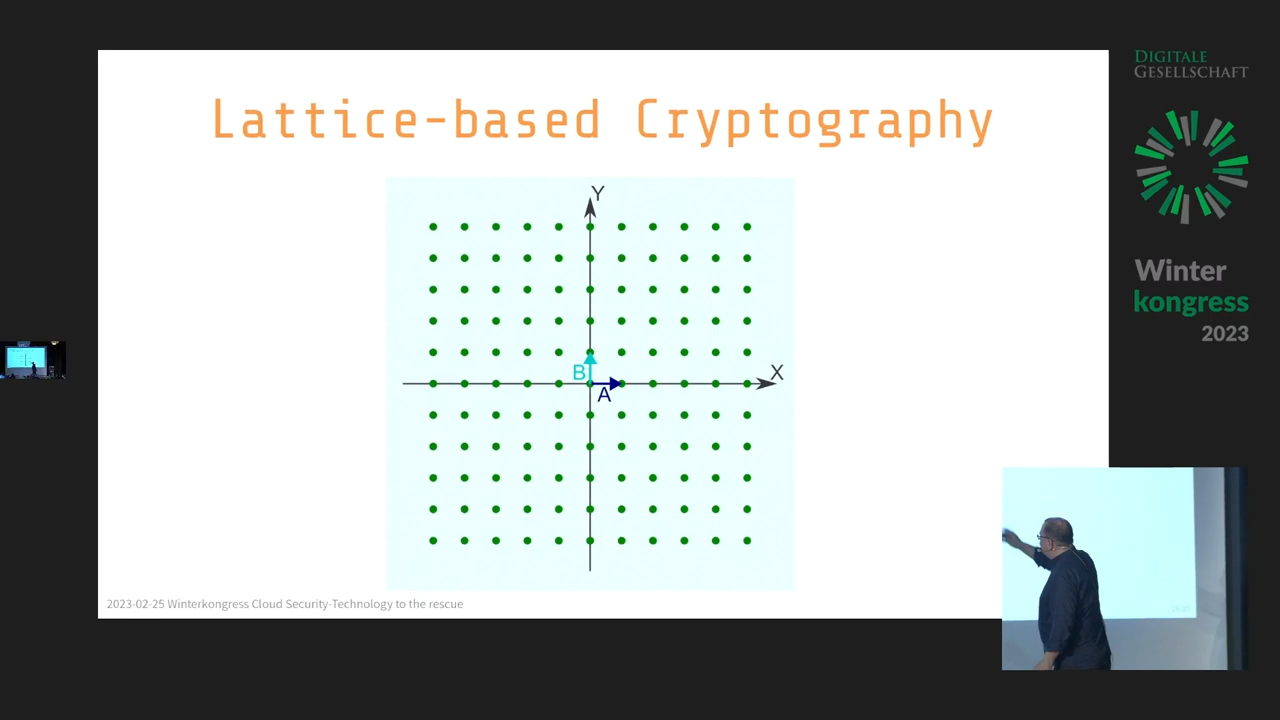 Lattice-based Cryptography
Y
B
A
X
2023-02-25 Winterkongress Cloud Security-Technology to the rescue
DIGITALE
GESELLSCHAFT
Winter
kongress
2023